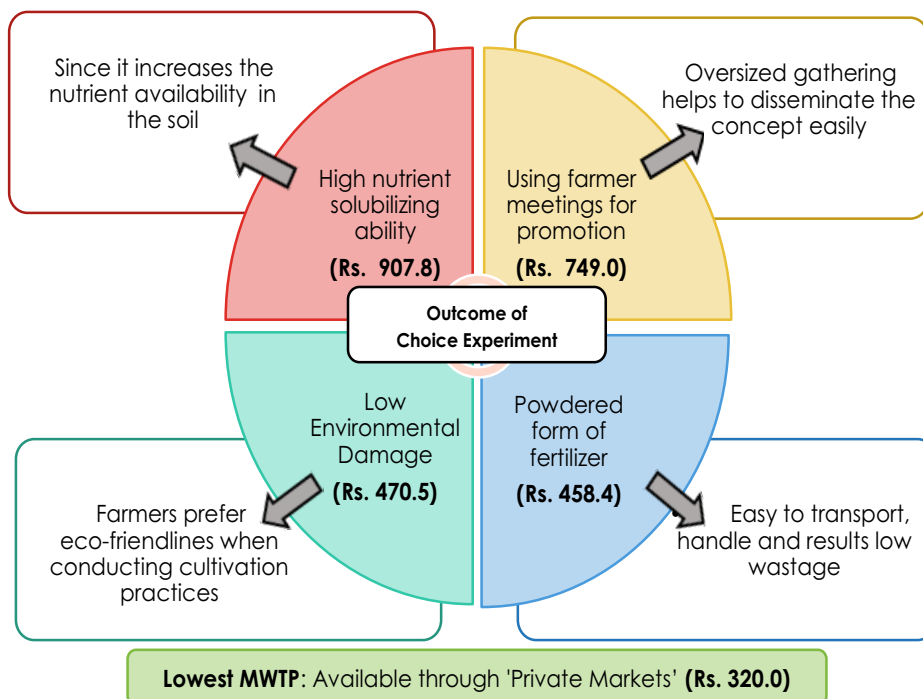 Since it increases the
nutrient availability in
the soil
Oversized gathering
helps to disseminate the
concept easily
High nutrient
solubilizing
ability
(Rs. 907.8)
Using farmer
meetings for
promotion
(Rs. 749.0)
Outcome of
Choice Experiment
Low
Environmental
Damage
(Rs. 470.5)
Powdered
form of
fertilizer
(Rs. 458.4)
Farmers prefer
eco-friendlines when
conducting cultivation
practices
Easy to transport,
handle and results low
wastage
Lowest MWTP: Available through 'Private Markets’ (Rs. 320.0)